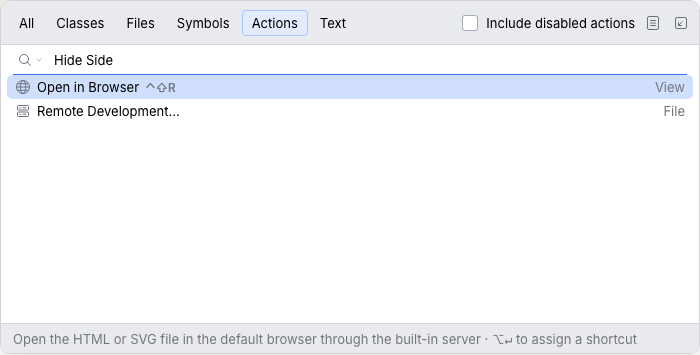 All Classes Files Symbols Actions Text Include disabled actions
Hide Side
Open in Browser ⌃⇧R View
Remote Development... File
Open the HTML or SVG file in the default browser through the built-in server · ⌥↵ to assign a shortcut